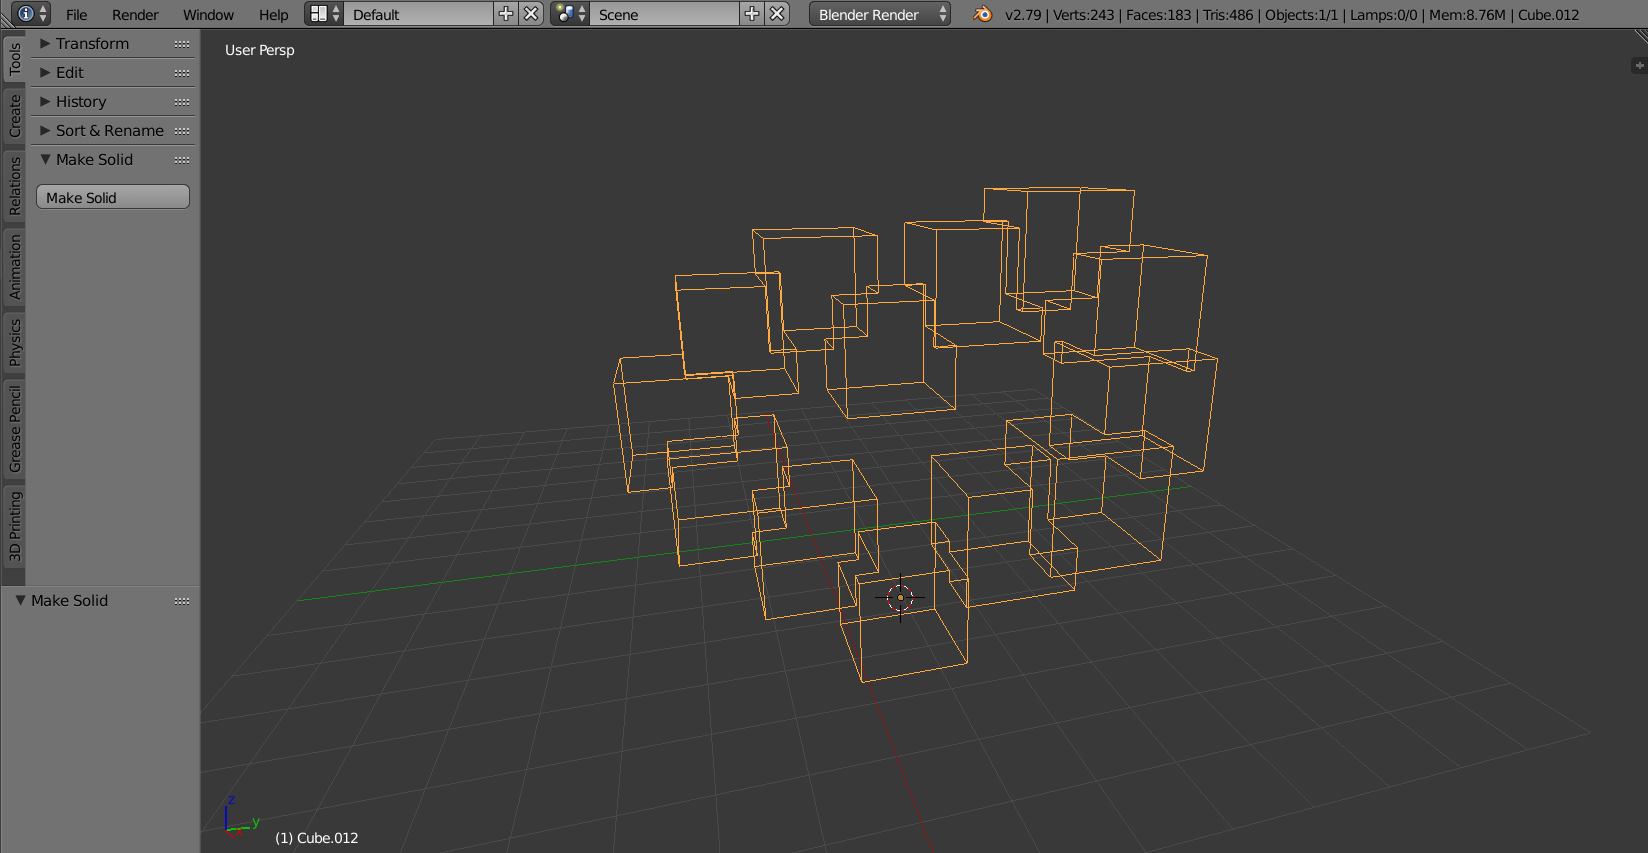 File Render Window Help Default Scene Blender Render v2.79 | Verts:243 | Faces:183 | Tris:486 | Objects:1/1 | Lamps:0/0 | Mem:8.76M | Cube.012
Tools
Create
Relations
Animation
Physics
Grease Pencil
3D Printing
Transform
Edit
History
Sort & Rename
Make Solid
Make Solid
Make Solid
User Persp
z
y
(1) Cube.012